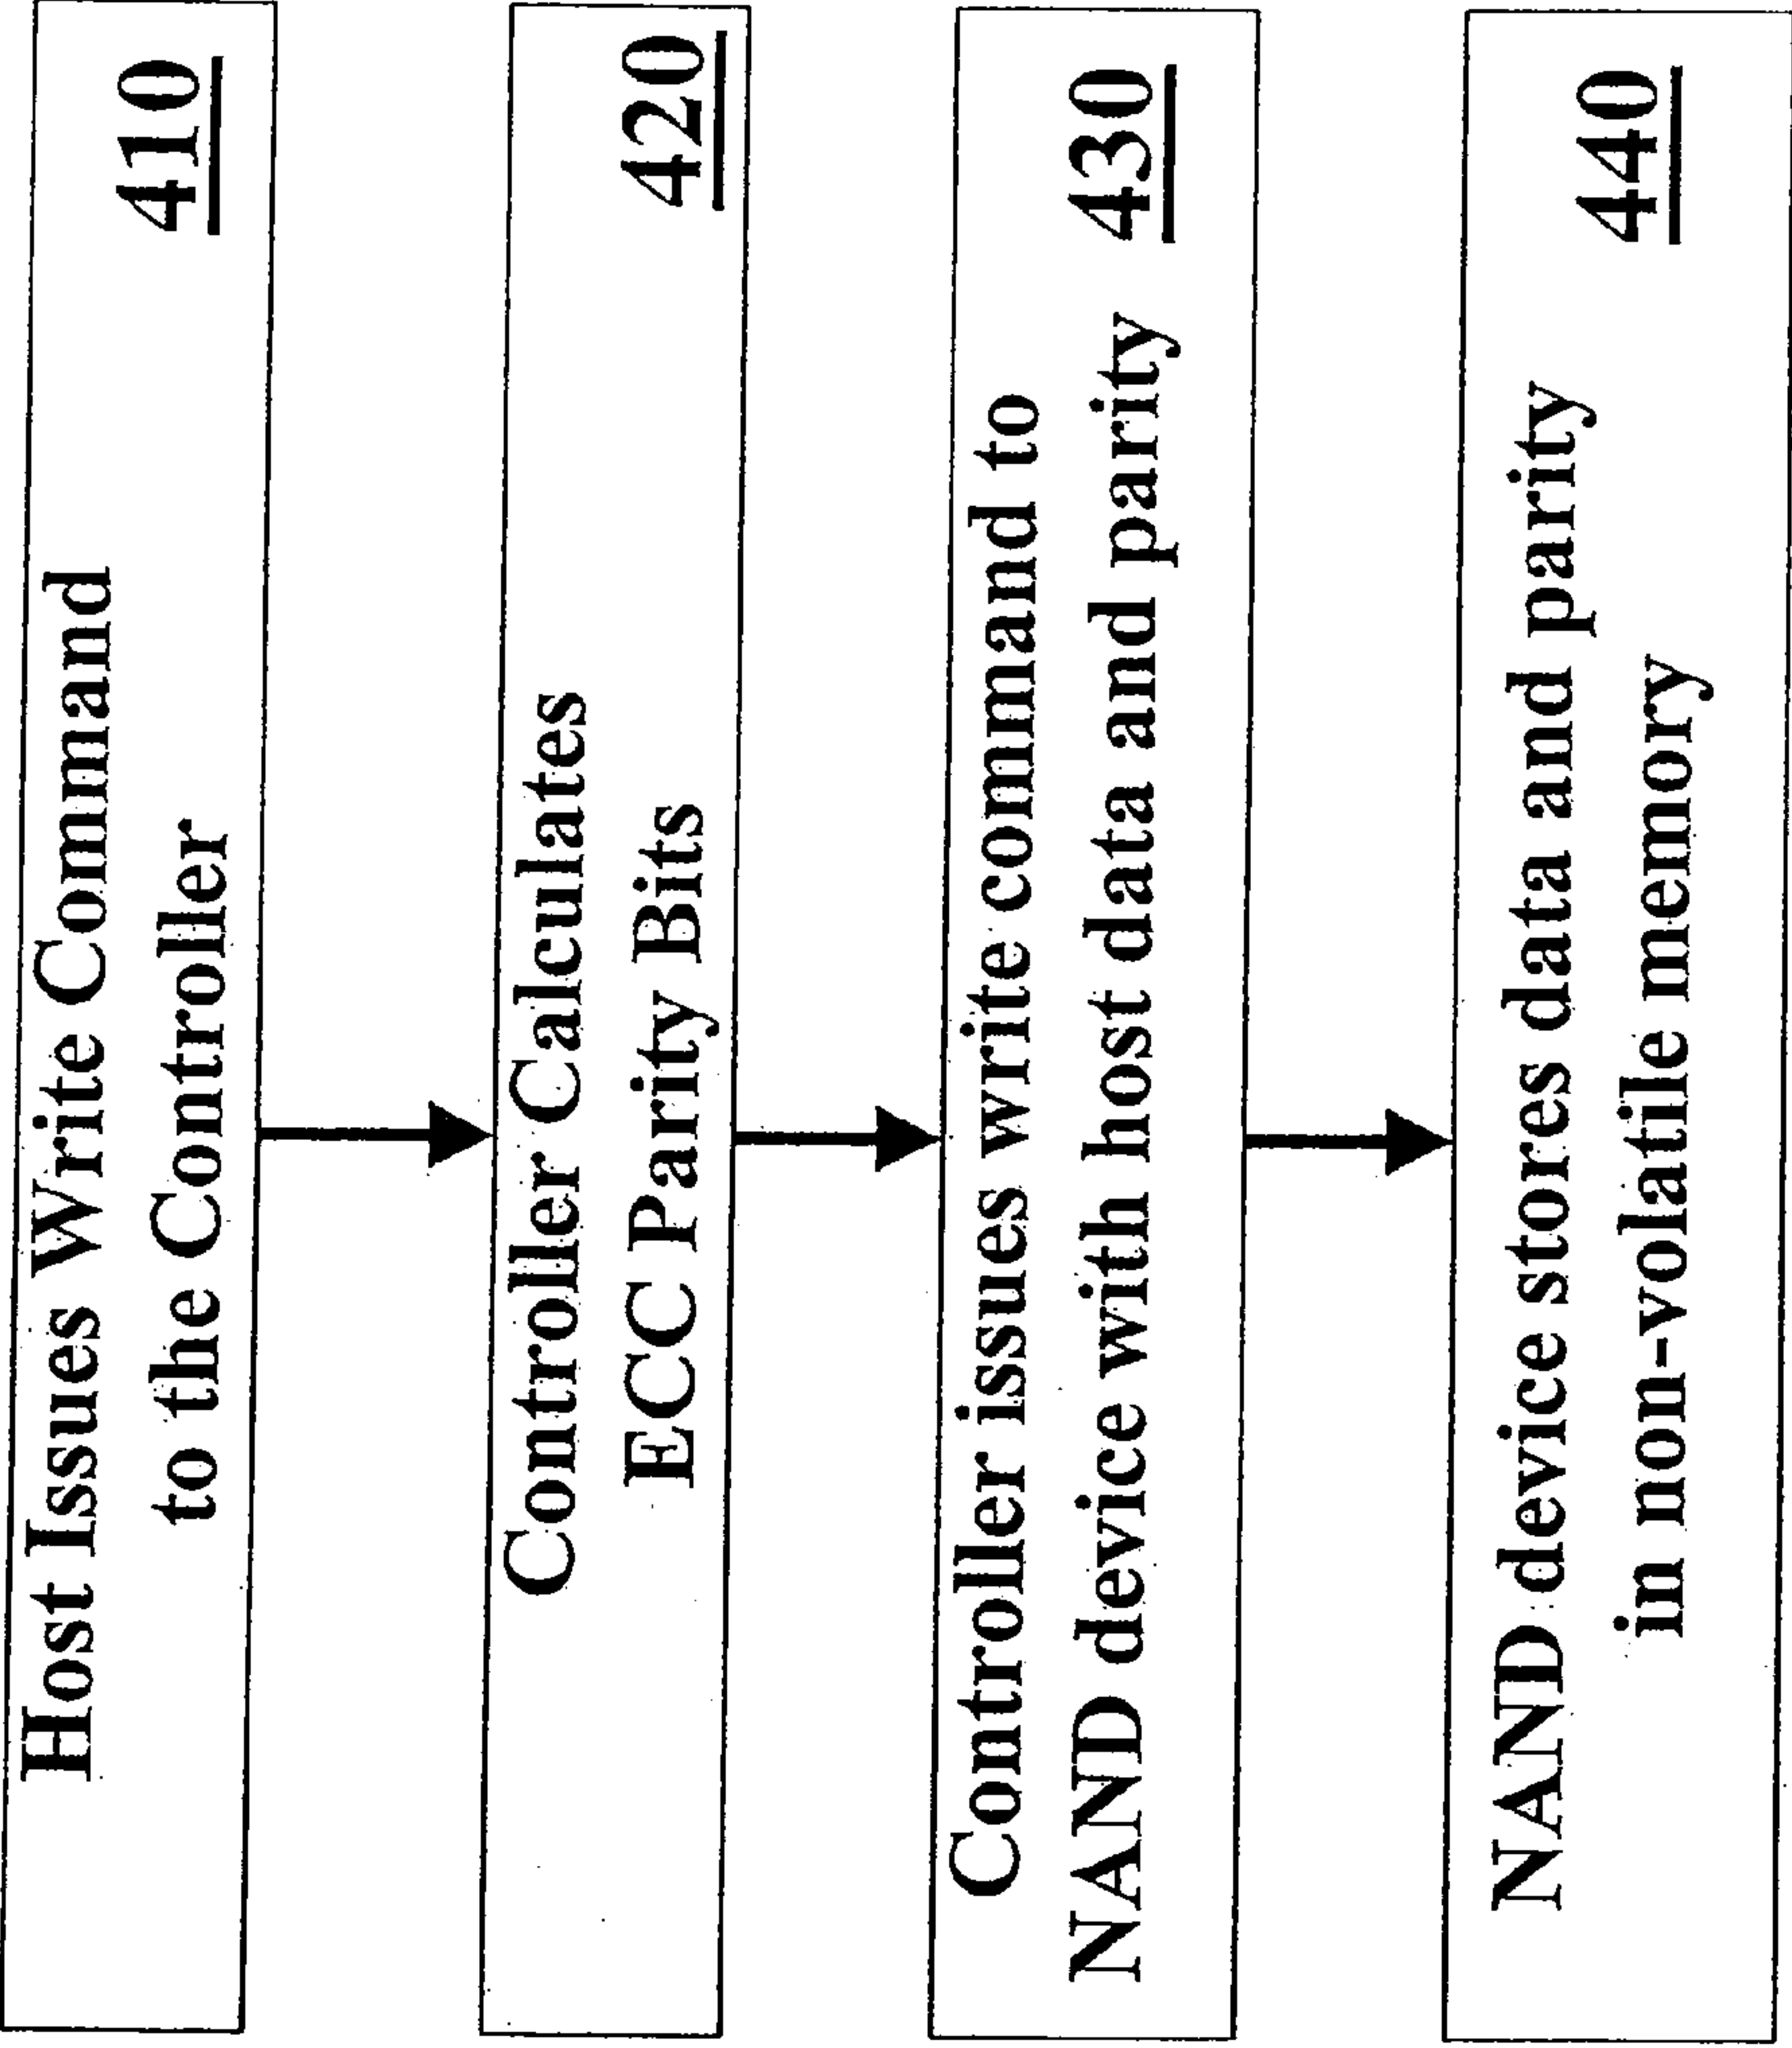 Host Issues Write Command
to the Controller 410
Controller Calculates
ECC Parity Bits 420
Controller issues write command to
NAND device with host data and parity 430
NAND device stores data and parity
in non-volatile memory 440